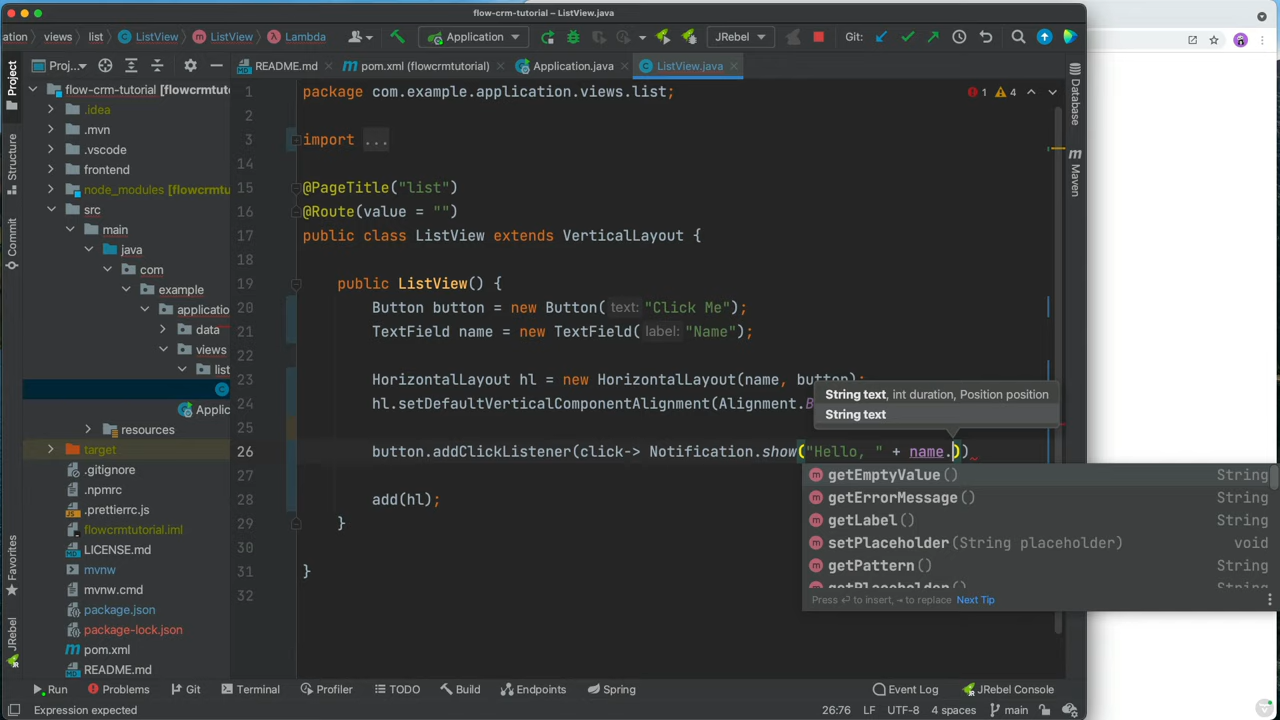 flow-crm-tutorial – ListView.java
ation
views
list
ListView
ListView
Lambda
Application
JRebel
Git:
Project
Structure
Commit
Favorites
JRebel
Proj...
README.md
pom.xml (flowcrmtutorial)
Application.java
ListView.java
flow-crm-tutorial [flowcrmtuto
.idea
.mvn
.vscode
frontend
node_modules [flowcrmtuto
src
main
java
com
example
applicatio
data
views
list
Applic
resources
target
.gitignore
.npmrc
.prettierrc.js
flowcrmtutorial.iml
LICENSE.md
mvnw
mvnw.cmd
package.json
package-lock.json
pom.xml
README.md
1 package com.example.application.views.list;
2
3 import ...
14
15 @PageTitle("list")
16 @Route(value = "")
17 public class ListView extends VerticalLayout {
18
19 public ListView() {
20 Button button = new Button( text: "Click Me");
21 TextField name = new TextField( label: "Name");
22
23 HorizontalLayout hl = new HorizontalLayout(name, button);
24 hl.setDefaultVerticalComponentAlignment(Alignment.B
25
26 button.addClickListener(click-> Notification.show("Hello, " + name.))
27
28 add(hl);
29 }
30
31 }
32
1 4
String text, int duration, Position position
String text
getEmptyValue() String
getErrorMessage() String
getLabel() String
setPlaceholder(String placeholder) void
getPattern() String
getPlaceholder() String
Press ⏎ to insert, ⇥ to replace Next Tip
Database
Maven
Run
Problems
Git
Terminal
Profiler
TODO
Build
Endpoints
Spring
Event Log
JRebel Console
Expression expected
26:76 LF UTF-8 4 spaces main